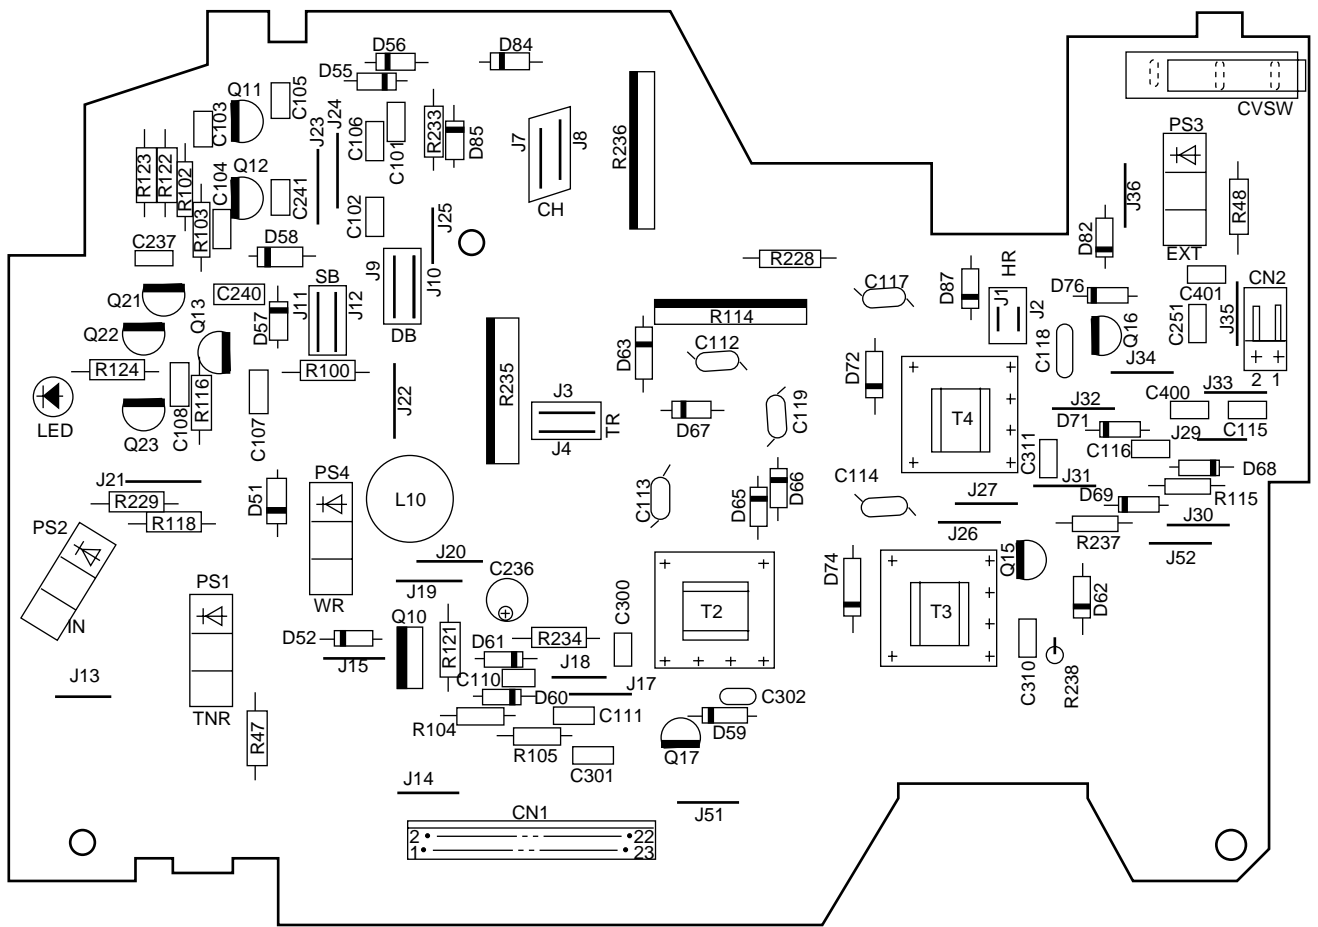 D56
D84
D55
Q11
C105
C103
J24
J23
C106
C101
R233
D85
J7
J8
R236
CVSW
PS3
R123
R122
R102
C104
Q12
C241
C102
J25
CH
J36
R48
R103
C237
D58
J9
J10
SB
J11
J12
DB
R228
D82
EXT
HR
CN2
Q21
C240
Q13
D57
C117
D87
J1
J2
D76
C401
R114
Q22
D63
C112
C118
Q16
C251
J35
R124
R100
D72
J34
2 1
LED
R116
C108
Q23
C107
J22
R235
J3
TR
J4
D67
C119
T4
J32
C400
J33
D71
J29
C115
C311
C116
D68
J21
PS4
R229
R118
D51
L10
C113
D65
D66
C114
J27
J31
D69
R115
J26
R237
J30
J52
PS2
IN
PS1
WR
J20
J19
C236
Q10
C300
T2
D74
T3
Q15
D62
D52
J15
R121
D61
R234
J18
C110
J17
D60
C310
R238
J13
TNR
R47
R104
C111
R105
C301
C302
D59
Q17
J14
J51
CN1
2 22
1 23